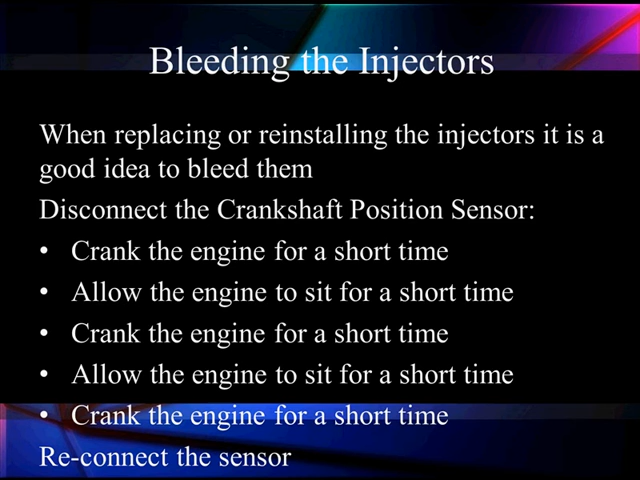 Bleeding the Injectors
When replacing or reinstalling the injectors it is a
good idea to bleed them
Disconnect the Crankshaft Position Sensor:
• Crank the engine for a short time
• Allow the engine to sit for a short time
• Crank the engine for a short time
• Allow the engine to sit for a short time
• Crank the engine for a short time
Re-connect the sensor